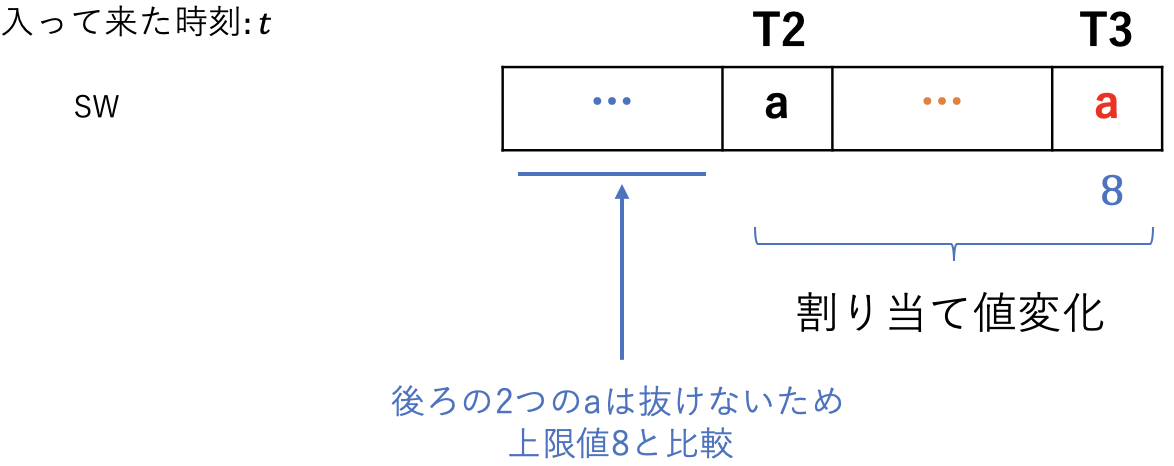 入って来た時刻: t
T2 T3
SW
… a … a
8
割り当て値変化
後ろの2つのaは抜けないため
上限値8と比較